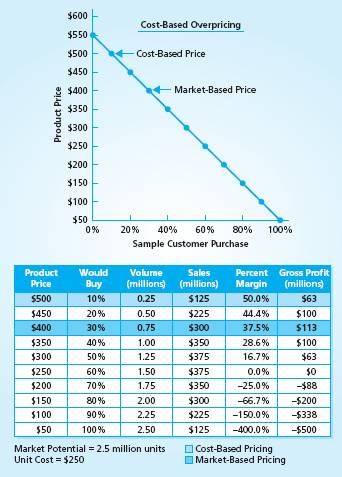 Cost-Based Overpricing
$600
$550
$500
Cost-Based Price
$450
$400
Market-Based Price
$350
$300
$250
$200
$150
$100
$50
Product Price
0% 20% 40% 60% 80% 100%
Sample Customer Purchase
Product Price Would Buy Volume (millions) Sales (millions) Percent Margin Gross Profit (millions)
$500 10% 0.25 $125 50.0% $63
$450 20% 0.50 $225 44.4% $100
$400 30% 0.75 $300 37.5% $113
$350 40% 1.00 $350 28.6% $100
$300 50% 1.25 $375 16.7% $63
$250 60% 1.50 $375 0.0% $0
$200 70% 1.75 $350 –25.0% –$88
$150 80% 2.00 $300 –66.7% –$200
$100 90% 2.25 $225 –150.0% –$338
$50 100% 2.50 $125 –400.0% –$500
Market Potential = 2.5 million units
Unit Cost = $250
Cost-Based Pricing
Market-Based Pricing